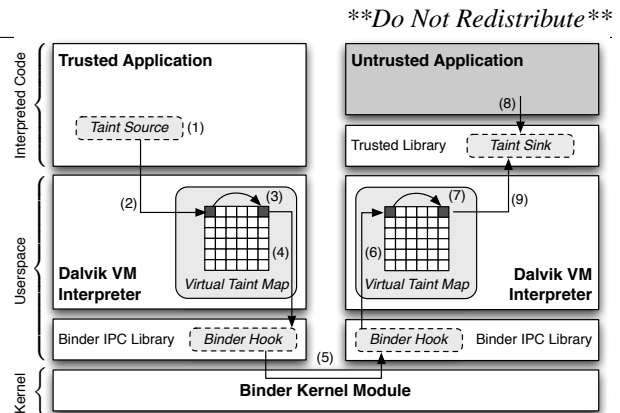 **Do Not Redistribute**
Interpreted Code
Trusted Application
Taint Source
(1)
Untrusted Application
(8)
Trusted Library
Taint Sink
Userspace
(2)
(3)
(4)
Virtual Taint Map
Dalvik VM
Interpreter
(7)
(9)
(6)
Virtual Taint Map
Dalvik VM
Interpreter
Binder IPC Library
Binder Hook
(5)
Binder Hook
Binder IPC Library
Kernel
Binder Kernel Module